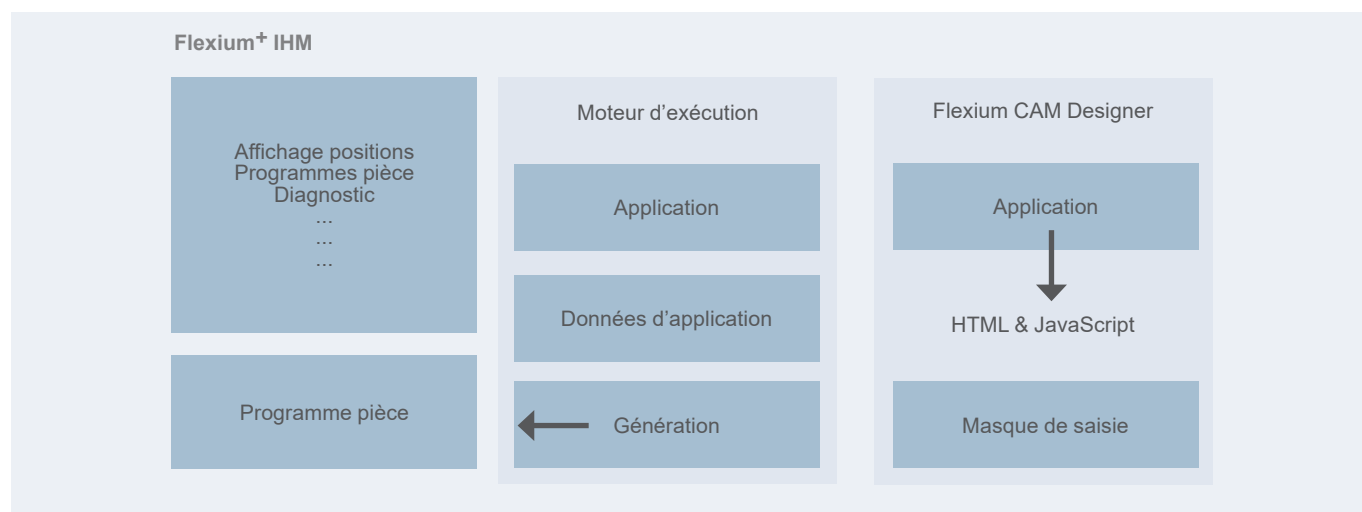 Flexium+ IHM
Affichage positions
Programmes pièce
Diagnostic
...
...
...
Programme pièce
Moteur d’exécution
Application
Données d’application
Génération
Flexium CAM Designer
Application
HTML & JavaScript
Masque de saisie